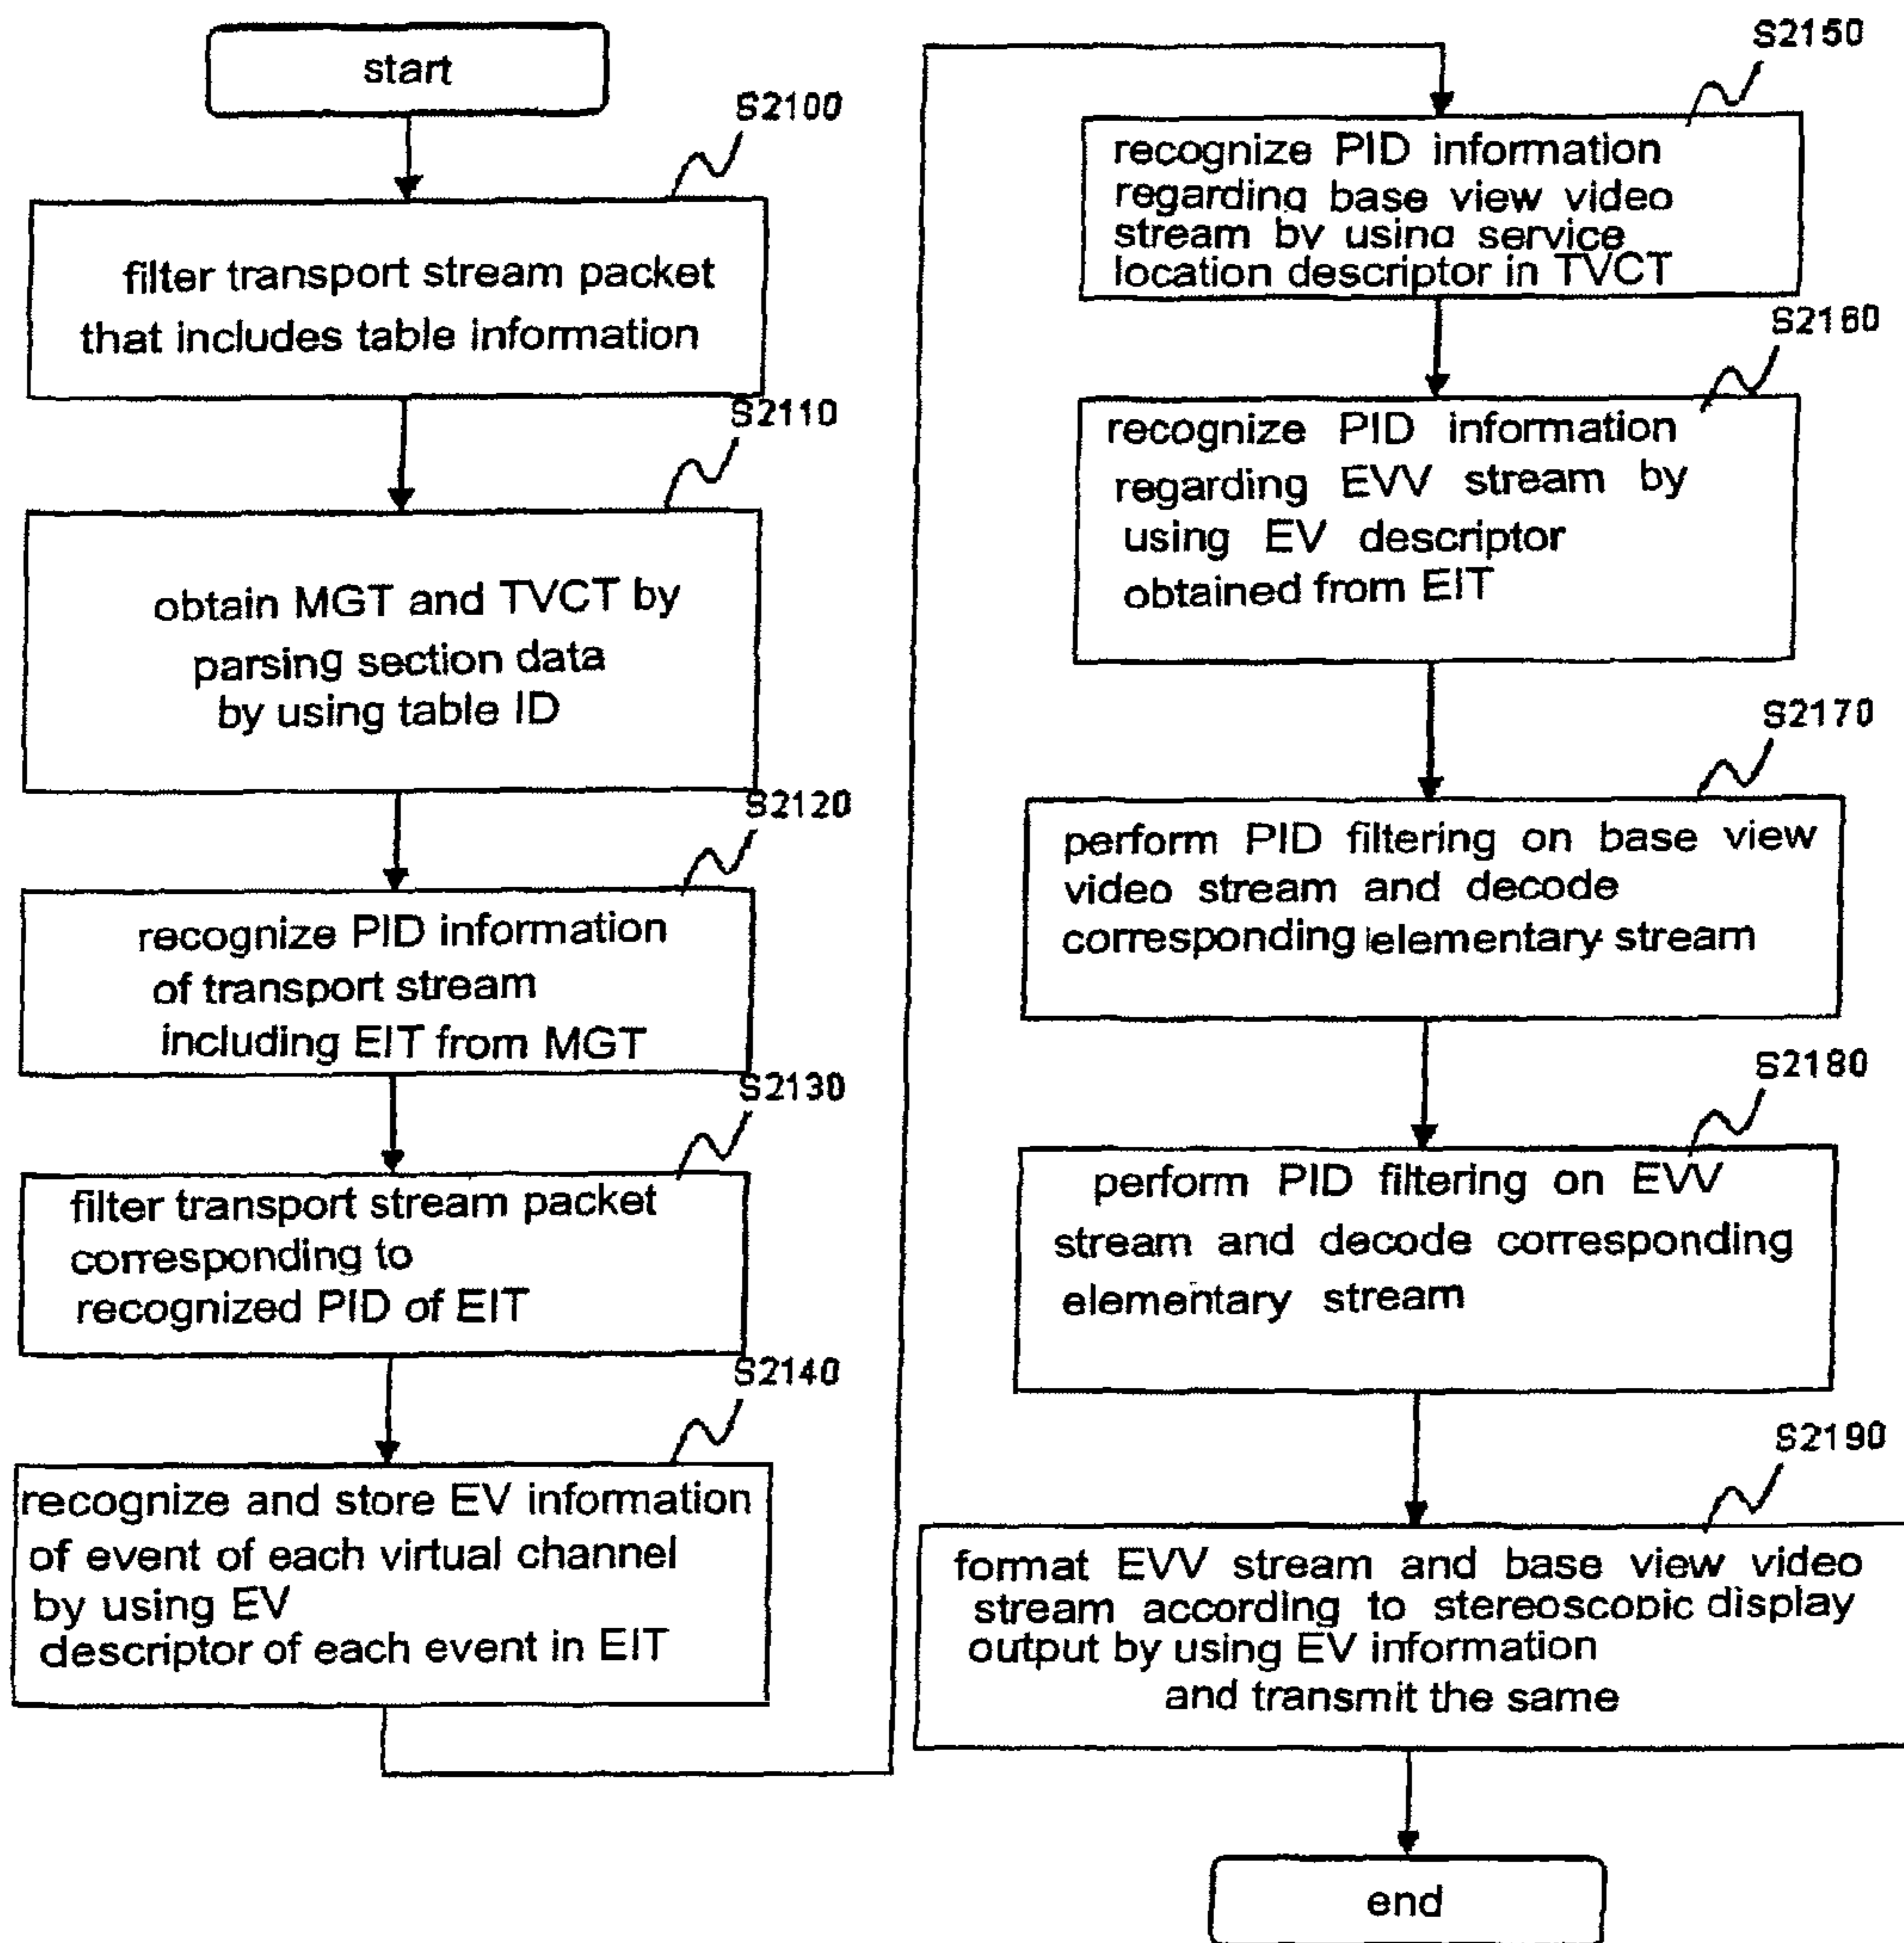 start
S2100
filter transport stream packet
that includes table information
S2110
obtain MGT and TVCT by
parsing section data
by using table ID
S2120
recognize PID information
of transport stream
including EIT from MGT
S2130
filter transport stream packet
corresponding to
recognized PID of EIT
S2140
recognize and store EV information
of event of each virtual channel
by using EV
descriptor of each event in EIT
S2150
recognize PID information
regarding base view video
stream by using service
location descriptor in TVCT
S2160
recognize PID information
regarding EVV stream by
using EV descriptor
obtained from EIT
S2170
perform PID filtering on base view
video stream and decode
corresponding elementary stream
S2180
perform PID filtering on EVV
stream and decode corresponding
elementary stream
S2190
format EVV stream and base view video
stream according to stereoscopic display
output by using EV information
and transmit the same
end